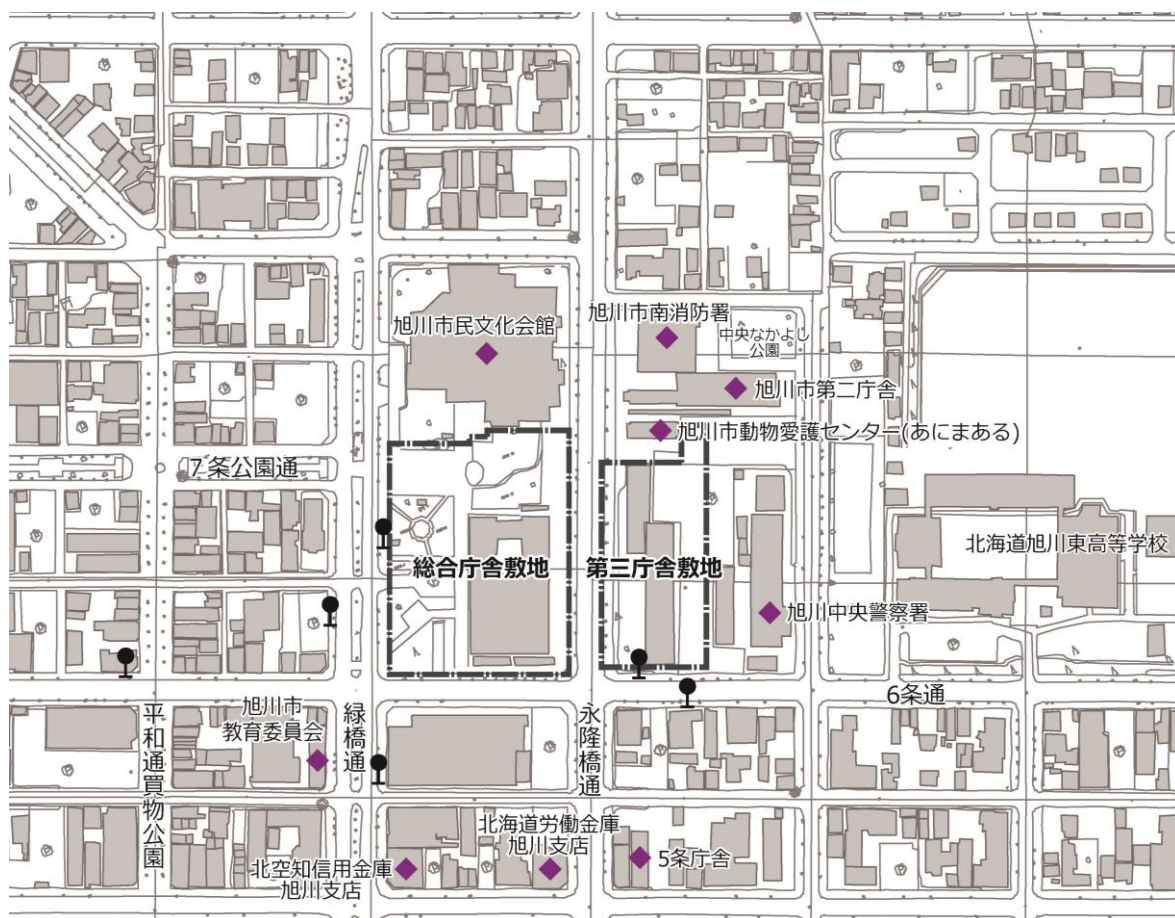 旭川市民文化会館
旭川市南消防署
中央なかよし
公園
旭川市第二庁舎
旭川市動物愛護センター(あにまある)
7条公園通
総合庁舎敷地
第三庁舎敷地
北海道旭川東高等学校
旭川中央警察署
6条通
旭川市
教育委員会
平和通買物公園
緑橋通
永隆橋通
北海道労働金庫
旭川支店
北空知信用金庫
旭川支店
5条庁舎